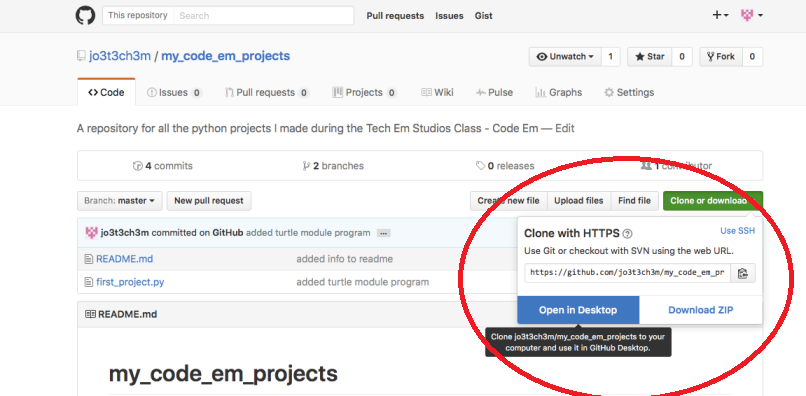 This repository Search Pull requests Issues Gist
jo3t3ch3m / my_code_em_projects Unwatch 1 Star 0 Fork 0
Code Issues 0 Pull requests 0 Projects 0 Wiki Pulse Graphs Settings
A repository for all the python projects I made during the Tech Em Studios Class - Code Em — Edit
4 commits 2 branches 0 releases 1 contributor
Branch: master New pull request Create new file Upload files Find file Clone or download
jo3t3ch3m committed on GitHub added turtle module program ...
Clone with HTTPS Use SSH
Use Git or checkout with SVN using the web URL.
README.md added info to readme
https://github.com/jo3t3ch3m/my_code_em_pr
first_project.py added turtle module program
Open in Desktop Download ZIP
README.md
Clone jo3t3ch3m/my_code_em_projects to your
computer and use it in GitHub Desktop.
my_code_em_projects